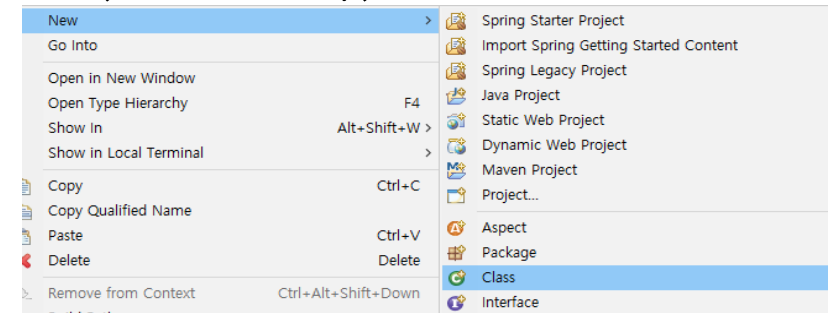 New >
Go Into
Open in New Window
Open Type Hierarchy F4
Show In Alt+Shift+W >
Show in Local Terminal >
Copy Ctrl+C
Copy Qualified Name
Paste Ctrl+V
Delete Delete
Remove from Context Ctrl+Alt+Shift+Down
Spring Starter Project
Import Spring Getting Started Content
Spring Legacy Project
Java Project
Static Web Project
Dynamic Web Project
Maven Project
Project...
Aspect
Package
Class
Interface